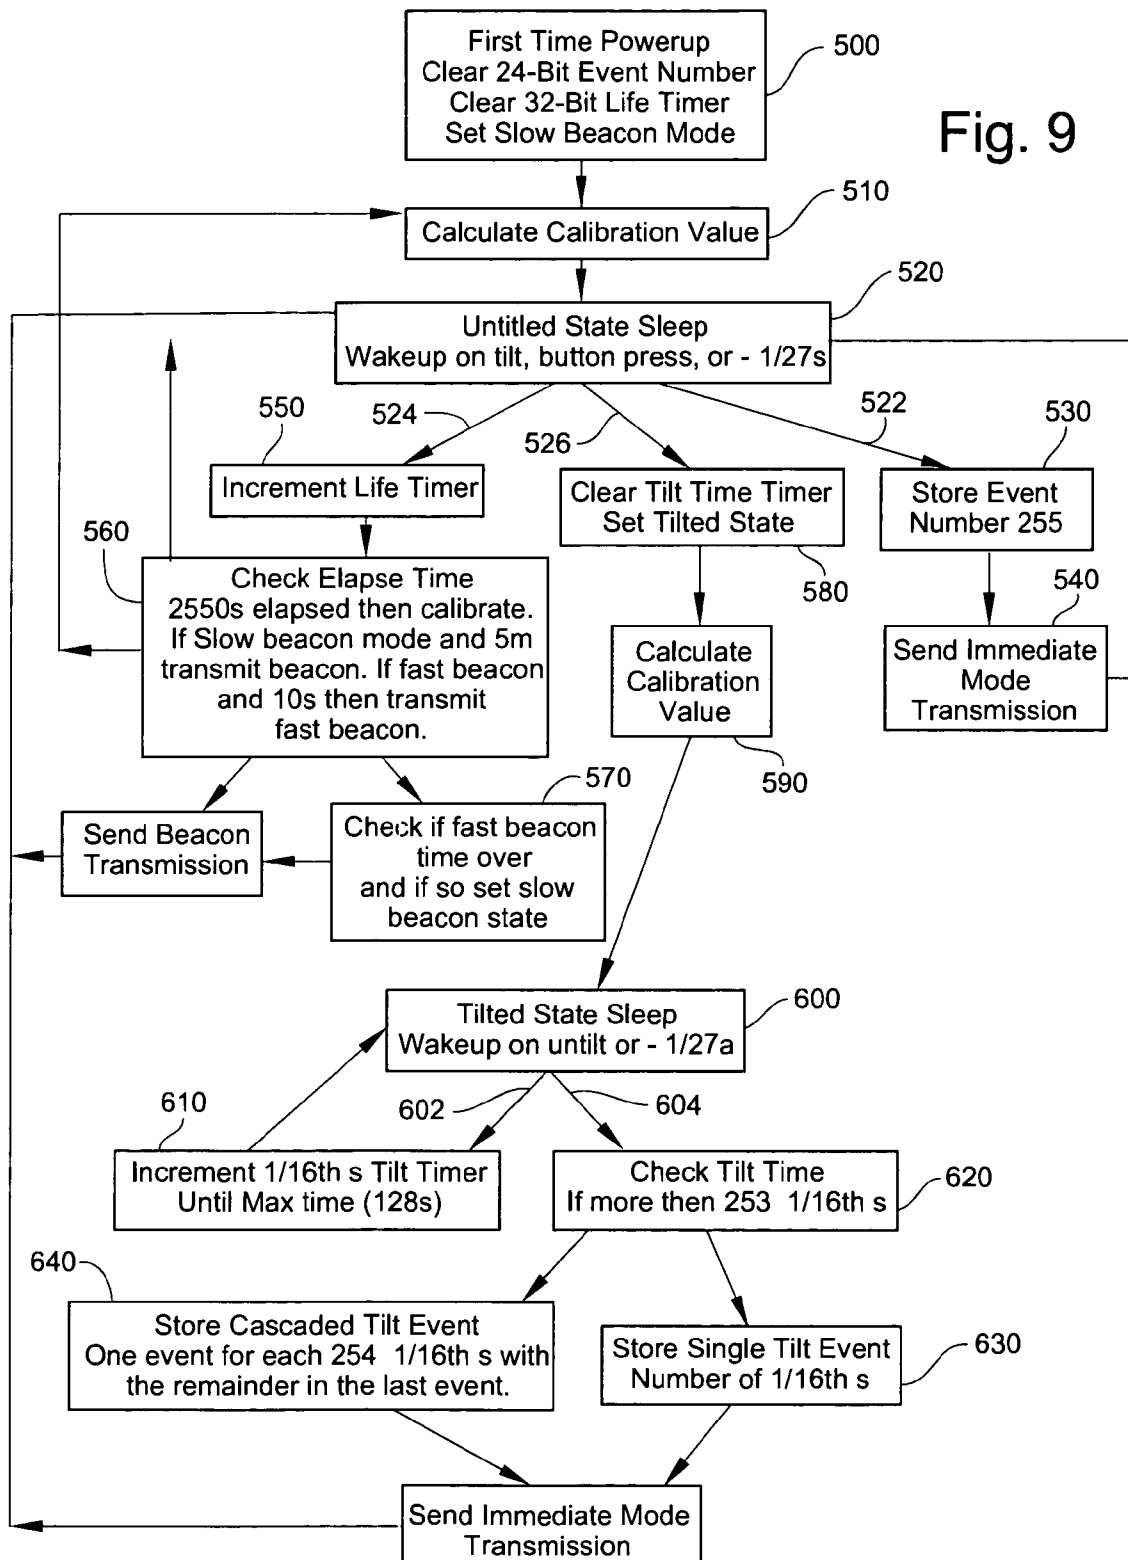 First Time Powerup
Clear 24-Bit Event Number
Clear 32-Bit Life Timer
Set Slow Beacon Mode
500
Fig. 9
510
Calculate Calibration Value
520
Untitled State Sleep
Wakeup on tilt, button press, or - 1/27s
550
524
526
522
530
Increment Life Timer
Clear Tilt Time Timer
Set Tilted State
Store Event
Number 255
560
580
540
Check Elapse Time
2550s elapsed then calibrate.
If Slow beacon mode and 5m
transmit beacon. If fast beacon
and 10s then transmit
fast beacon.
Calculate
Calibration
Value
Send Immediate
Mode
Transmission
590
570
Send Beacon
Transmission
Check if fast beacon
time over
and if so set slow
beacon state
600
Tilted State Sleep
Wakeup on untilt or - 1/27a
610
602
604
Increment 1/16th s Tilt Timer
Until Max time (128s)
Check Tilt Time
If more then 253 1/16th s
620
640
Store Cascaded Tilt Event
One event for each 254 1/16th s with
the remainder in the last event.
Store Single Tilt Event
Number of 1/16th s
630
Send Immediate Mode
Transmission